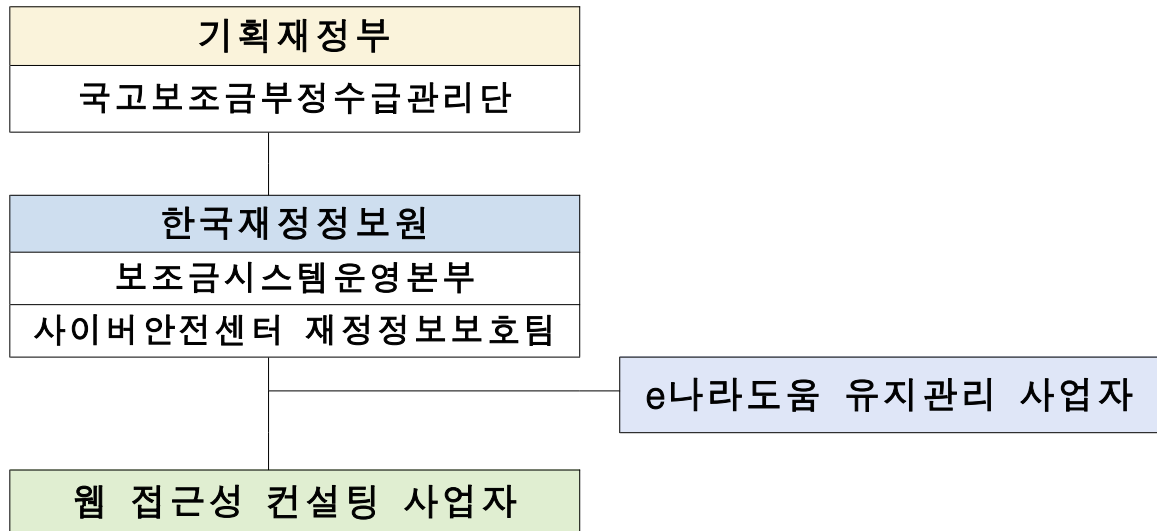 기획재정부
국고보조금부정수급관리단
한국재정정보원
보조금시스템운영본부
사이버안전센터 재정정보보호팀
e나라도움 유지관리 사업자
웹 접근성 컨설팅 사업자